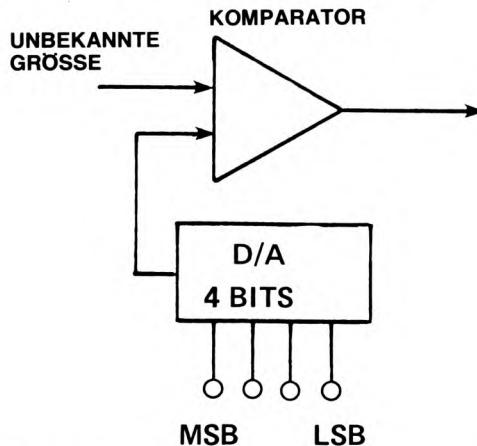 KOMPARATOR
UNBEKANNTE
GRÖSSE
D/A
4 BITS
MSB LSB